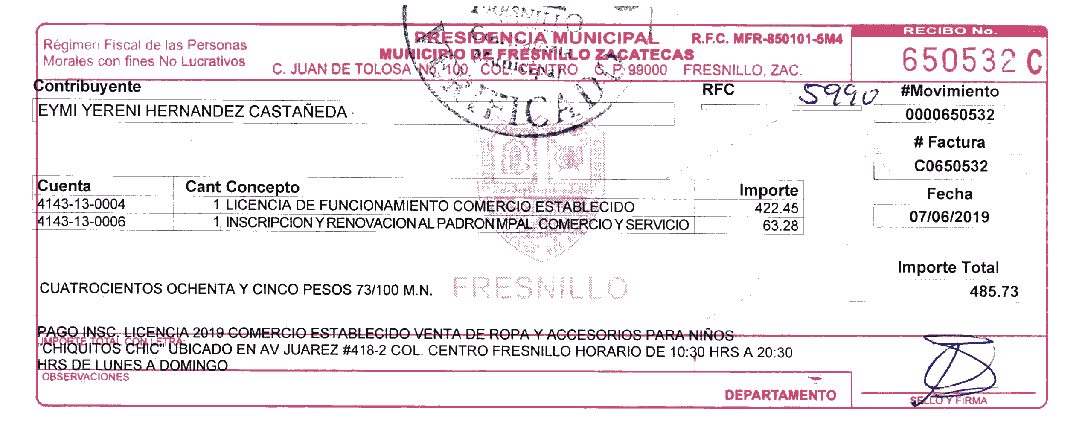 Régimen Fiscal de las Personas
Morales con fines No Lucrativos
PRESIDENCIA MUNICIPAL
MUNICIPIO DE FRESNILLO ZACATECAS
C. JUAN DE TOLOSA No. 100, COL. CENTRO C. P. 99000 FRESNILLO, ZAC.
R.F.C. MFR-850101-5M4
RECIBO No.
650532 C
Contribuyente
RFC
5990
#Movimiento
EYMI YERENI HERNANDEZ CASTAÑEDA
0000650532
# Factura
C0650532
Cuenta Cant Concepto Importe
Fecha
4143-13-0004 1 LICENCIA DE FUNCIONAMIENTO COMERCIO ESTABLECIDO 422.45
07/06/2019
4143-13-0006 1 INSCRIPCION Y RENOVACION AL PADRON MPAL COMERCIO Y SERVICIO 63.28
Importe Total
485.73
CUATROCIENTOS OCHENTA Y CINCO PESOS 73/100 M.N.
FRESNILLO
PAGO INSC. LICENCIA 2019 COMERCIO ESTABLECIDO VENTA DE ROPA Y ACCESORIOS PARA NIÑOS
IMPORTE TOTAL CON LETRA
"CHIQUITOS CHIC" UBICADO EN AV JUAREZ #418-2 COL. CENTRO FRESNILLO HORARIO DE 10:30 HRS A 20:30
HRS DE LUNES A DOMINGO
OBSERVACIONES
DEPARTAMENTO
SELLO Y FIRMA